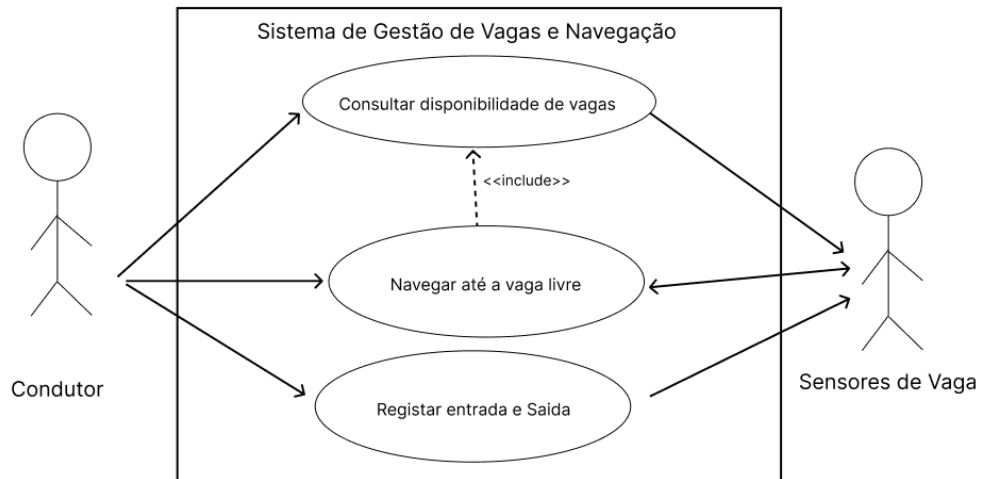 Sistema de Gestão de Vagas e Navegação
Consultar disponibilidade de vagas
<<include>>
Navegar até a vaga livre
Condutor
Sensores de Vaga
Registar entrada e Saida